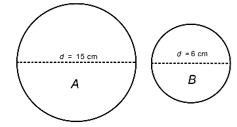 d = 15 cm
A
d = 6 cm
B